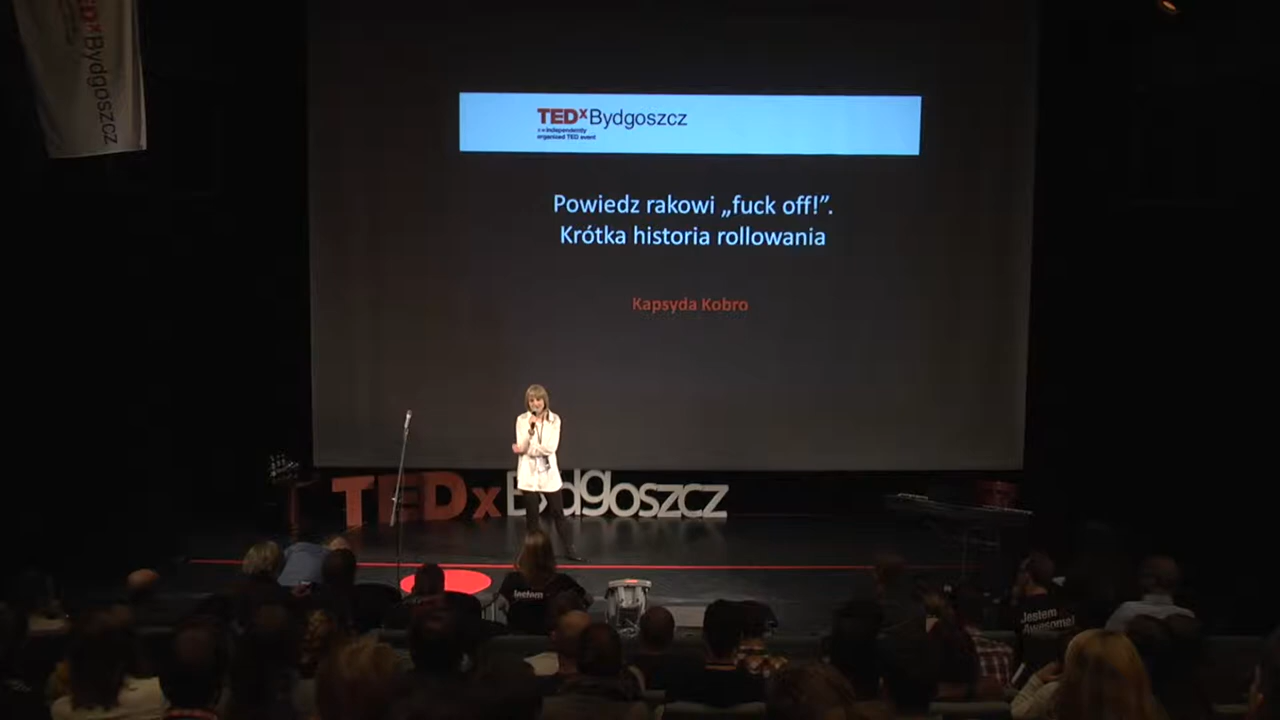 TEDxBydgoszcz
TEDxBydgoszcz
x = independently
organized TED event
Powiedz rakowi „fuck off!”.
Krótka historia rollowania
Kapsyda Kobro
TEDxBydgoszcz
Jestem
Jestem
Awesome!